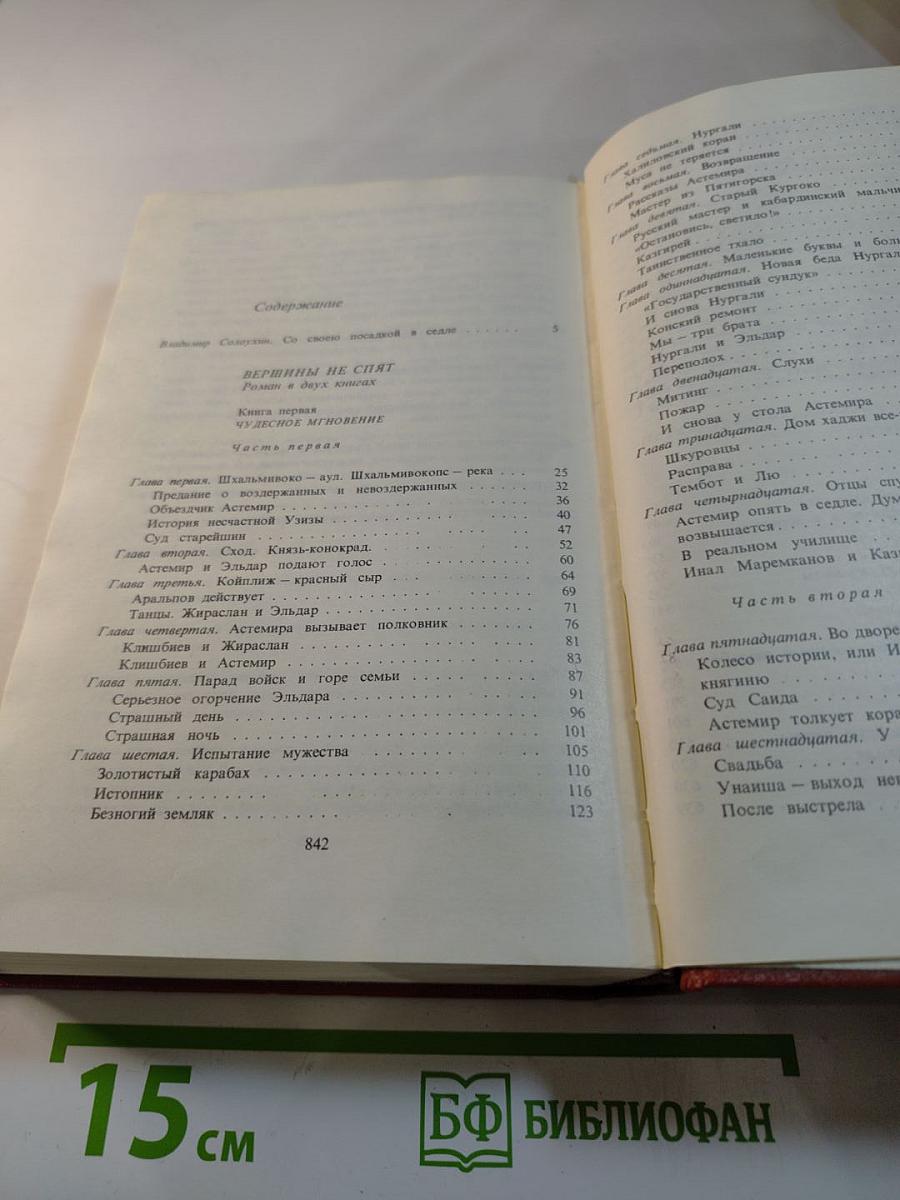 Содержание
Владимир Солоухин. Со своею посадкой в седле . . . . . . 5
ВЕРШИНЫ НЕ СПЯТ
Роман в двух книгах
Книга первая
ЧУДЕСНОЕ МГНОВЕНИЕ
Часть первая
Глава первая. Шхальмивоко – аул. Шхальмивокопс – река . . . 25
Предание о воздержанных и невоздержанных . . . . . . 32
Объездчик Астемир . . . . . . 36
История несчастной Узизы . . . . . . 40
Суд старейшин . . . . . . 47
Глава вторая. Сход. Князь-конокрад. . . . . . . 52
Астемир и Эльдар подают голос . . . . . . 60
Глава третья. Койплиж – красный сыр . . . . . . 64
Аральпов действует . . . . . . 69
Танцы. Жираслан и Эльдар . . . . . . 71
Глава четвертая. Астемира вызывает полковник . . . . . . 76
Клишбиев и Жираслан . . . . . . 81
Клишбиев и Астемир . . . . . . 83
Глава пятая. Парад войск и горе семьи . . . . . . 87
Серьезное огорчение Эльдара . . . . . . 91
Страшный день . . . . . . 96
Страшная ночь . . . . . . 101
Глава шестая. Испытание мужества . . . . . . 105
Золотистый карабах . . . . . . 110
Истопник . . . . . . 116
Безногий земляк . . . . . . 123
842
Глава седьмая. Нургали . . . . . .
Халиловский коран . . . . . .
Муса не теряется . . . . . .
Глава восьмая. Возвращение . . . . . .
Рассказы Астемира . . . . . .
Мастер из Пятигорска . . . . . .
Глава девятая. Старый Кургоко . . . . . .
Русский мастер и кабардинский мальчи
«Остановись, светило!» . . . . . .
Казгирей . . . . . .
Таинственное тхало . . . . . .
Глава десятая. Маленькие буквы и боль
Глава одиннадцатая. Новая беда Нургал
«Государственный сундук» . . . . . .
И снова Нургали . . . . . .
Конский ремонт . . . . . .
Мы – три брата . . . . . .
Нургали и Эльдар . . . . . .
Переполох . . . . . .
Глава двенадцатая. Слухи . . . . . .
Митинг . . . . . .
Пожар . . . . . .
И снова у стола Астемира . . . . . .
Глава тринадцатая. Дом хаджи все-
Шкуровцы . . . . . .
Расправа . . . . . .
Тембот и Лю . . . . . .
Глава четырнадцатая. Отцы спу
Астемир опять в седле. Дум
возвышается . . . . . .
В реальном училище . . . . . .
Инал Маремканов и Каз
Часть вторая
Глава пятнадцатая. Во дворе
Колесо истории, или И
княгиню . . . . . .
Суд Саида . . . . . .
Астемир толкует кора
Глава шестнадцатая. У
Свадьба . . . . . .
Унаиша – выход нев
После выстрела . . .
15 см
БФ БИБЛИОФАН